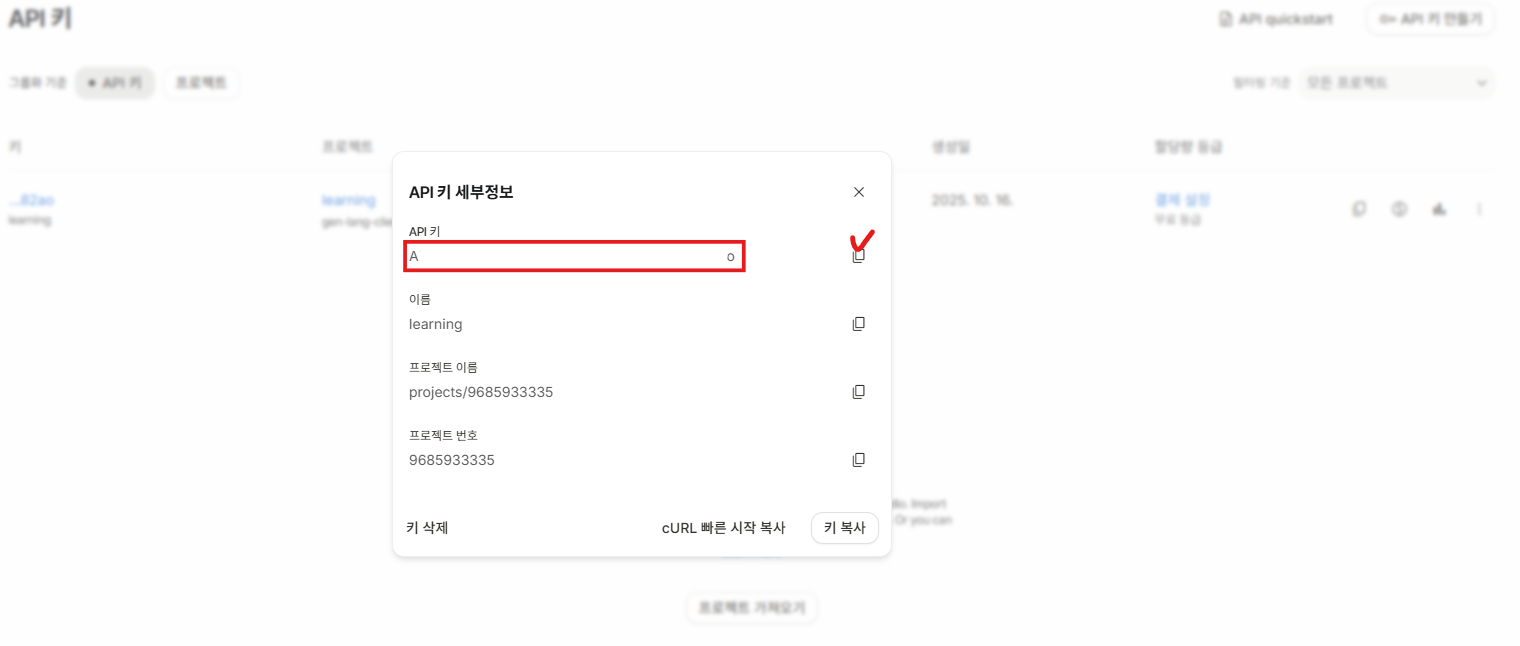 API 키
API quickstart
API 키 만들기
그룹화 기준
API 키
프로젝트
필터링 기준
모든 프로젝트
키
프로젝트
생성일
할당량 등급
...82ao
learning
learning
gen-lang-clie
2025. 10. 16.
결제 설정
무료 등급
API 키 세부정보
API 키
A o
이름
learning
프로젝트 이름
projects/9685933335
프로젝트 번호
9685933335
Import
Or you can
키 삭제
cURL 빠른 시작 복사
키 복사
프로젝트 가져오기